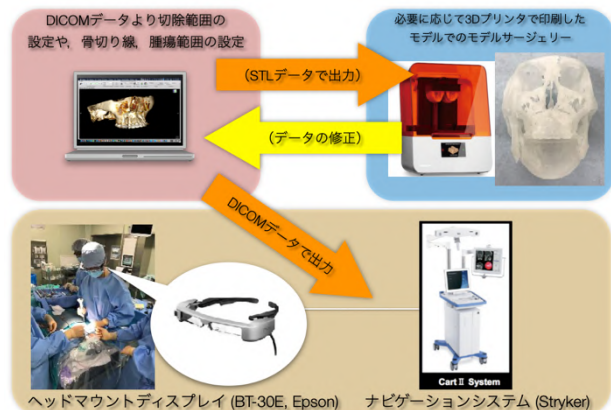 DICOMデータより切除範囲の
設定や，骨切り線，腫瘍範囲の設定
必要に応じて3Dプリンタで印刷した
モデルでのモデルサージェリー
（STLデータで出力）
（データの修正）
DICOMデータで出力
Cart II System
ヘッドマウントディスプレイ (BT-30E, Epson)
ナビゲーションシステム (Stryker)